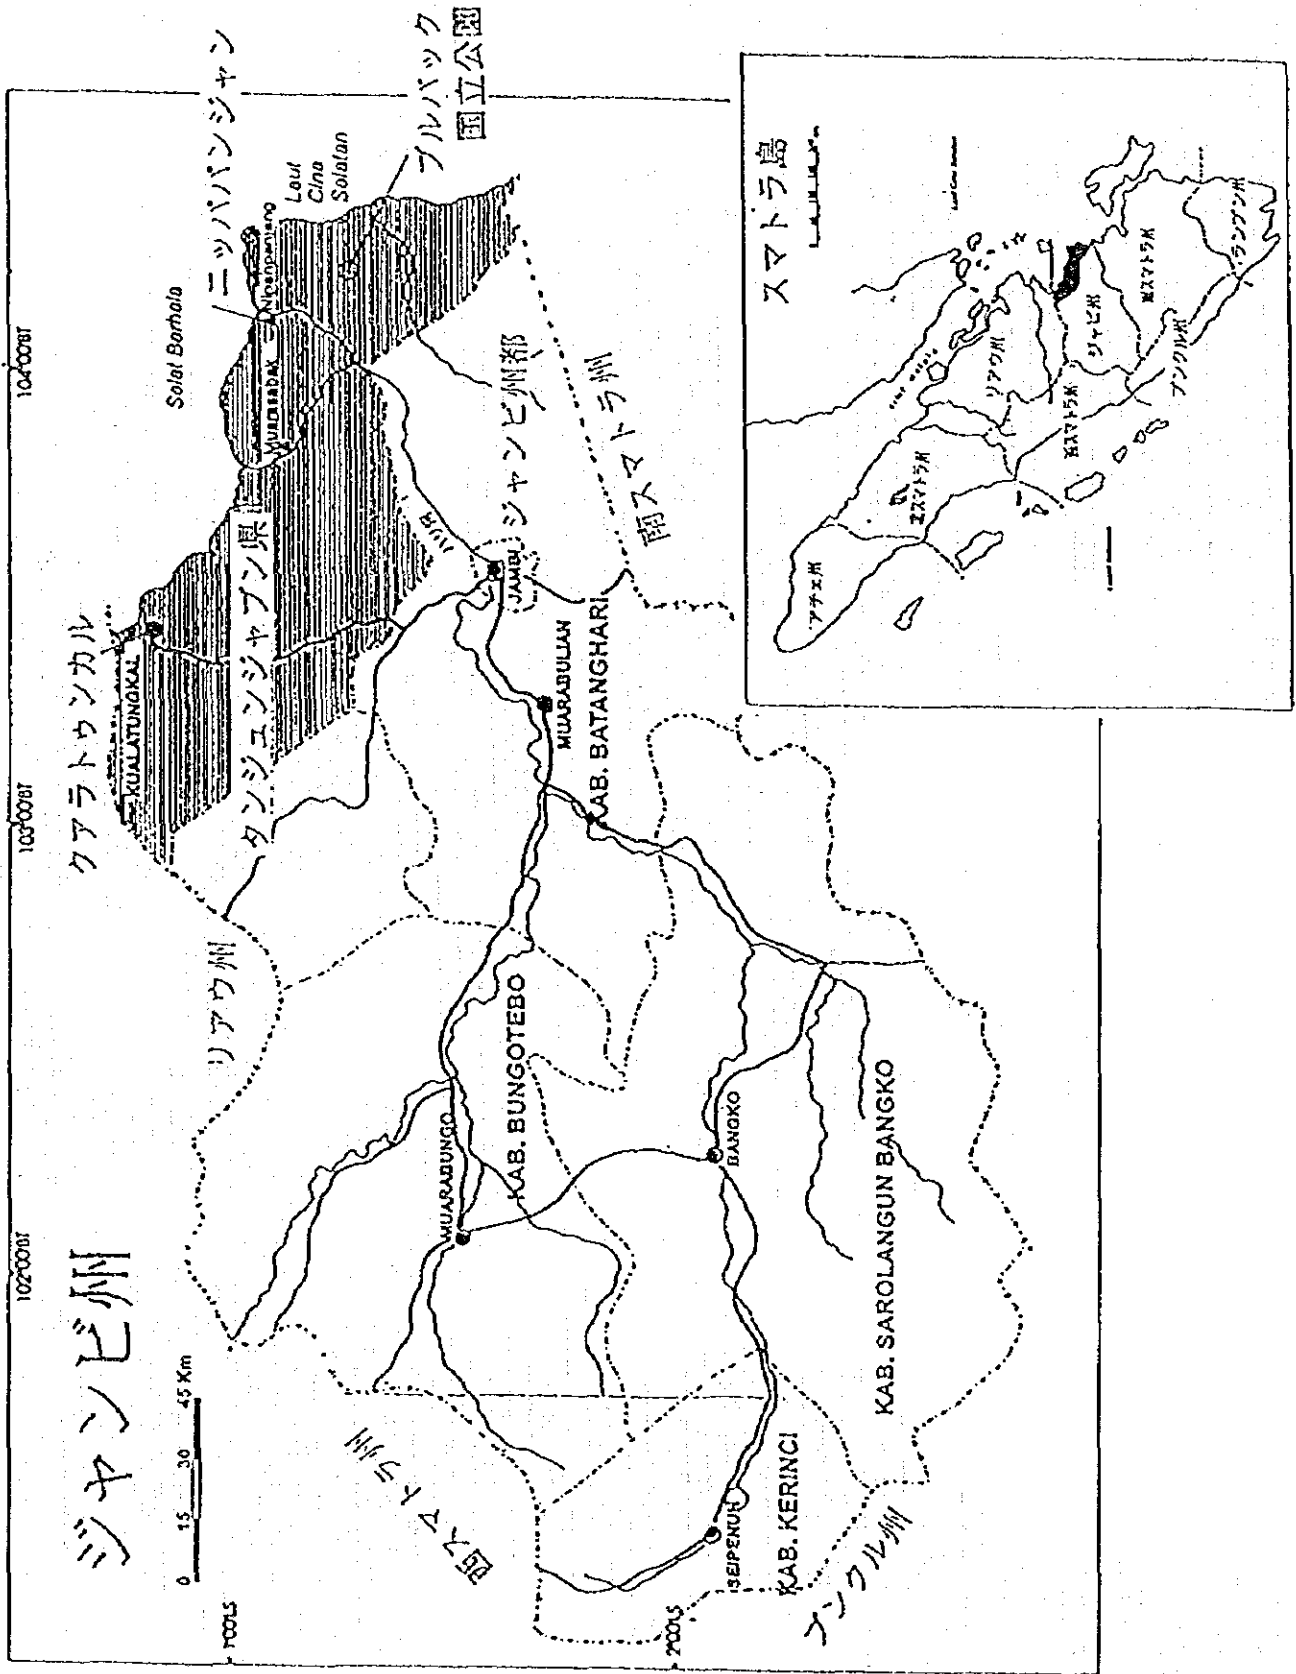 ジャンビ州
0 15 30 45 Km
102°00'BT
103°00'BT
104°00'BT
1°00'LS
2°00'LS
クアラトゥンカル
KUALATUNGKAL
タンジュンジャブン県
Selat Berhala
ニッパパンジャン
Nipahpanjang
MUARASABAK
Laut
Cina
Selatan
ブルバック
国立公園
リアウ州
ジャンビ州都
JAMBI
南スマトラ州
MUARABULIAN
KAB. BATANGHARI
MUARABUNGO
KAB. BUNGOTEBO
BANGKO
KAB. SAROLANGUN BANGKO
西スマトラ州
SEIPENUH
KAB. KERINCI
ブンクル州
スマトラ島
アチェ州
北スマトラ州
リアウ州
西スマトラ州
ジャビ州
南スマトラ州
ブンクル州
ランプン州